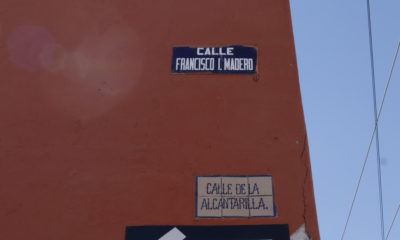 CALLE
FRANCISCO I. MADERO
CALLE DE LA
ALCANTARILLA.